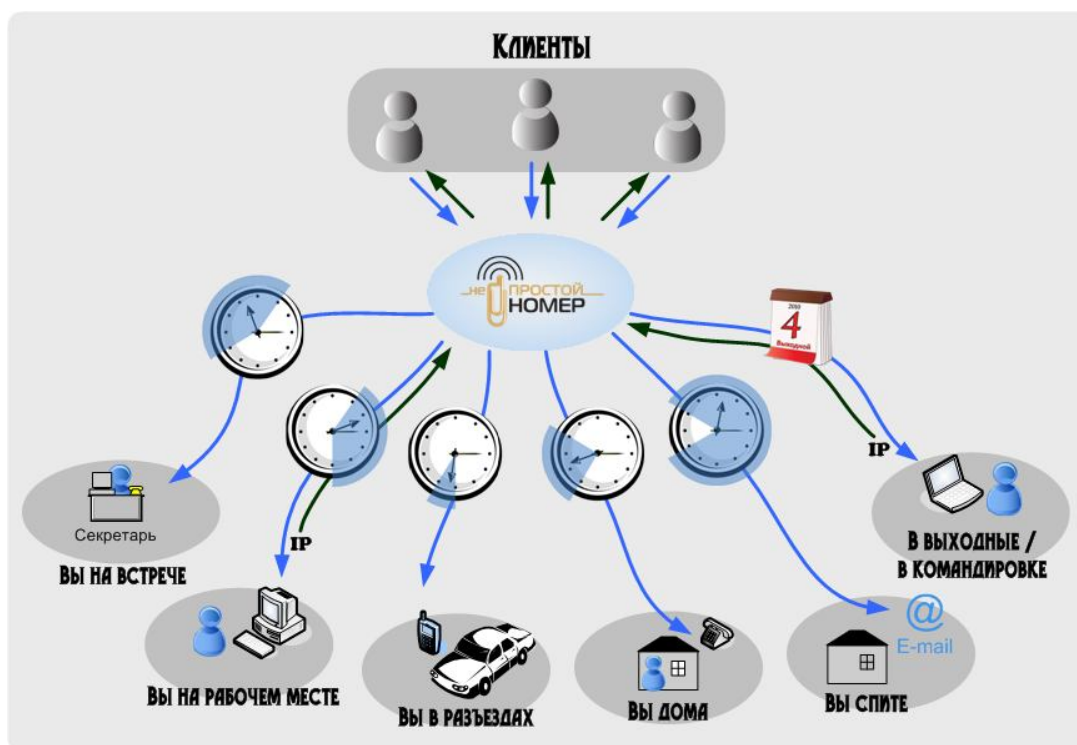 Клиенты
не ПРОСТОЙ
НОМЕР
2010
4
Выходной
IP
Секретарь
Вы на встрече
IP
Вы на рабочем месте
Вы в разъездах
Вы дома
@
E-mail
Вы спите
В выходные /
в командировке